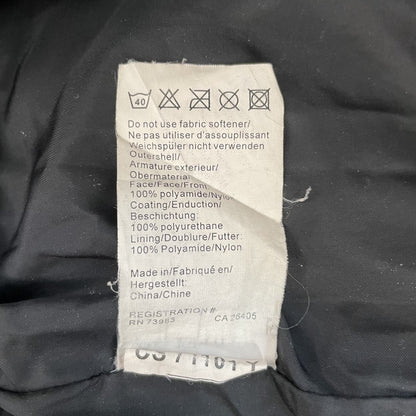 40
Do not use fabric softener/
Ne pas utiliser d'assouplissant
Weichspüler nicht verwenden
Outershell/
Armature exterieur/
Obermaterial
Face/Face/Front
100% polyamide/Nylon
Coating/Enduction/
Beschichtung:
100% polyurethane
Lining/Doublure/Futter:
100% Polyamide/Nylon
Made in/Fabriqué en/
Hergestellt:
China/Chine
REGISTRATION #
RN 73983 CA 26405